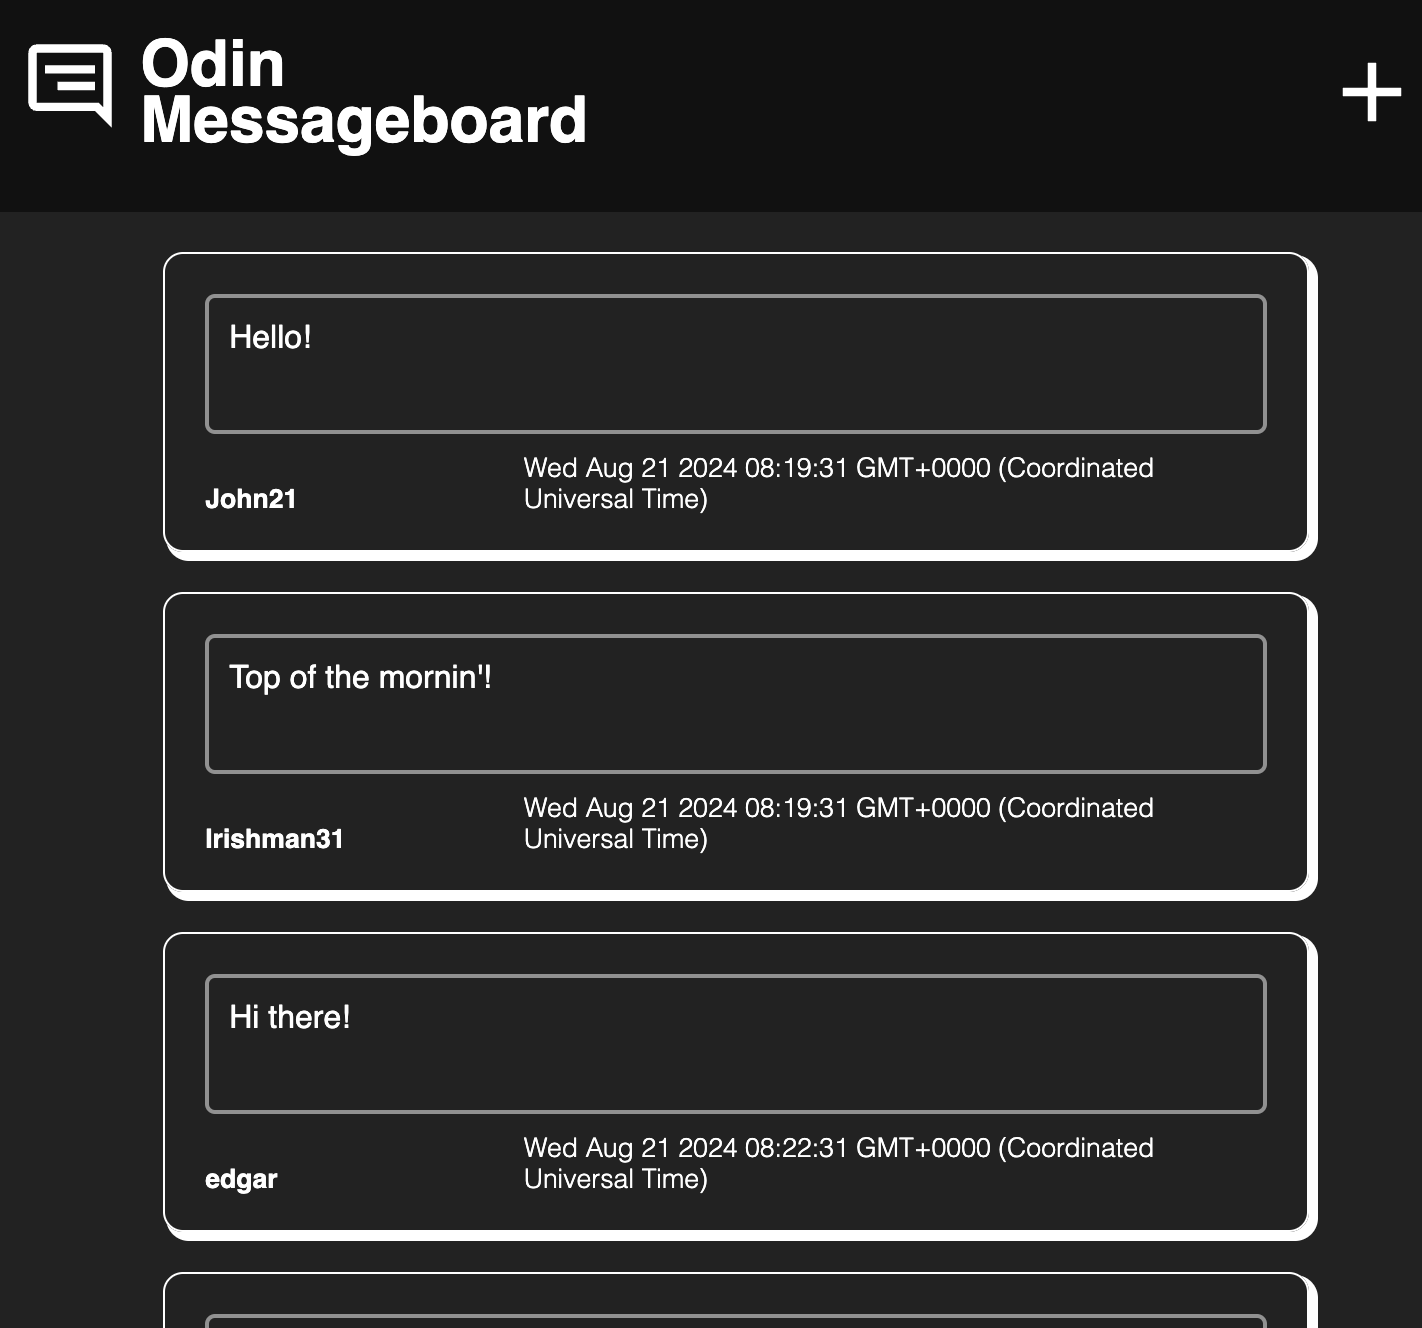 Odin
Messageboard
Hello!
Wed Aug 21 2024 08:19:31 GMT+0000 (Coordinated
Universal Time)
John21
Top of the mornin'!
Wed Aug 21 2024 08:19:31 GMT+0000 (Coordinated
Universal Time)
Irishman31
Hi there!
Wed Aug 21 2024 08:22:31 GMT+0000 (Coordinated
Universal Time)
edgar